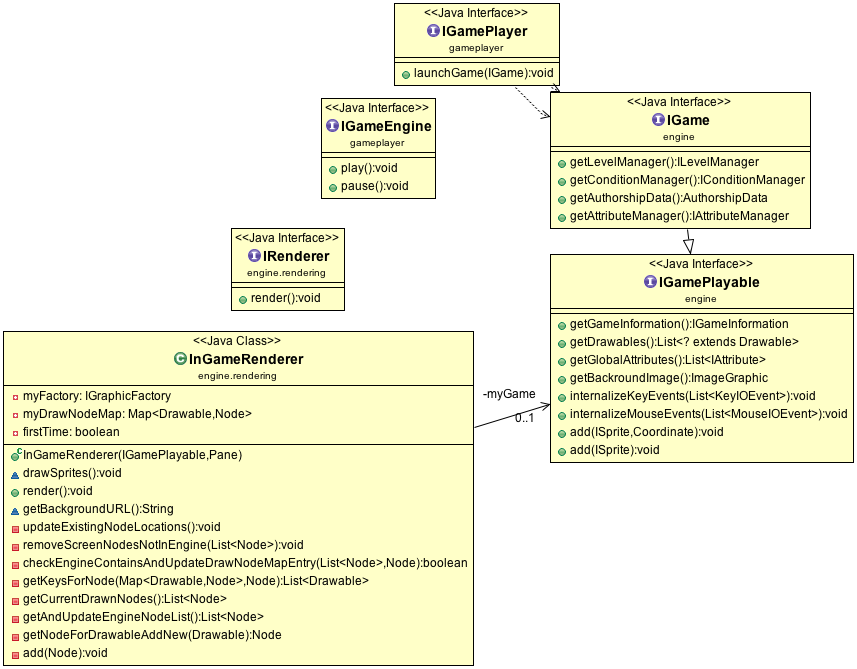 <<Java Interface>>
IGamePlayer
gameplayer
launchGame(IGame):void
<<Java Interface>>
IGameEngine
gameplayer
play():void
pause():void
<<Java Interface>>
IGame
engine
getLevelManager():ILevelManager
getConditionManager():IConditionManager
getAuthorshipData():AuthorshipData
getAttributeManager():IAttributeManager
<<Java Interface>>
IRenderer
engine.rendering
render():void
<<Java Interface>>
IGamePlayable
engine
getGameInformation():IGameInformation
getDrawables():List<? extends Drawable>
getGlobalAttributes():List<IAttribute>
getBackroundImage():ImageGraphic
internalizeKeyEvents(List<KeyIOEvent>):void
internalizeMouseEvents(List<MouseIOEvent>):void
add(ISprite,Coordinate):void
add(ISprite):void
<<Java Class>>
InGameRenderer
engine.rendering
myFactory: IGraphicFactory
myDrawNodeMap: Map<Drawable,Node>
firstTime: boolean
InGameRenderer(IGamePlayable,Pane)
drawSprites():void
render():void
getBackgroundURL():String
updateExistingNodeLocations():void
removeScreenNodesNotInEngine(List<Node>):void
checkEngineContainsAndUpdateDrawNodeMapEntry(List<Node>,Node):boolean
getKeysForNode(Map<Drawable,Node>,Node):List<Drawable>
getCurrentDrawnNodes():List<Node>
getAndUpdateEngineNodeList():List<Node>
getNodeForDrawableAddNew(Drawable):Node
add(Node):void
-myGame
0..1